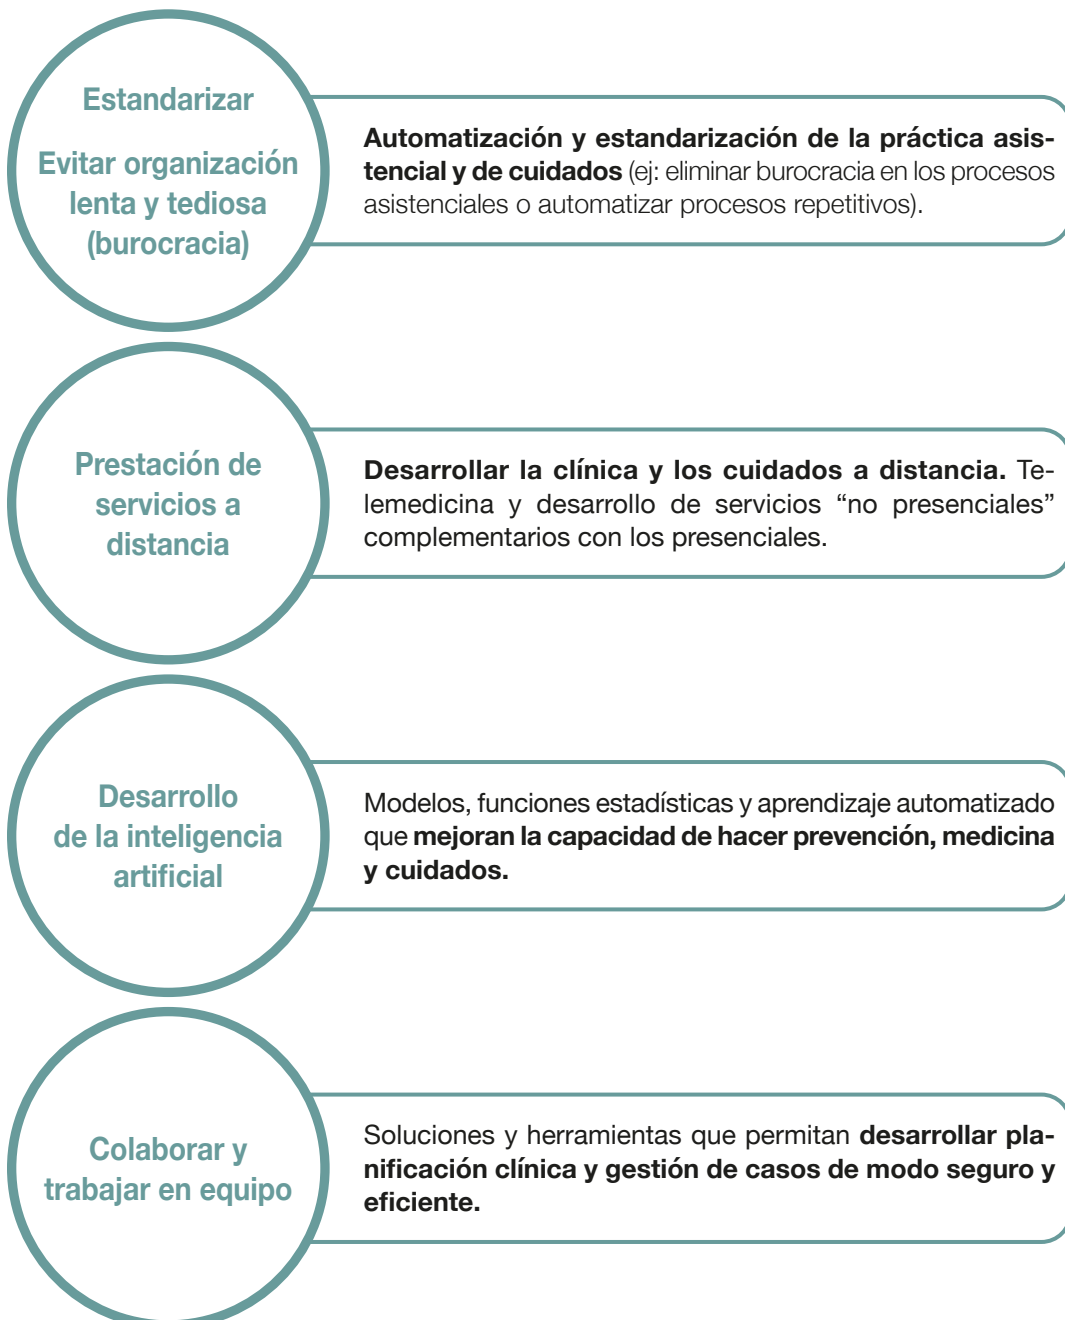 Estandarizar
Evitar organización
lenta y tediosa
(burocracia)
Automatización y estandarización de la práctica asis-
tencial y de cuidados (ej: eliminar burocracia en los procesos
asistenciales o automatizar procesos repetitivos).
Prestación de
servicios a
distancia
Desarrollar la clínica y los cuidados a distancia. Te-
lemedicina y desarrollo de servicios “no presenciales”
complementarios con los presenciales.
Desarrollo
de la inteligencia
artificial
Modelos, funciones estadísticas y aprendizaje automatizado
que mejoran la capacidad de hacer prevención, medicina
y cuidados.
Colaborar y
trabajar en equipo
Soluciones y herramientas que permitan desarrollar pla-
nificación clínica y gestión de casos de modo seguro y
eficiente.